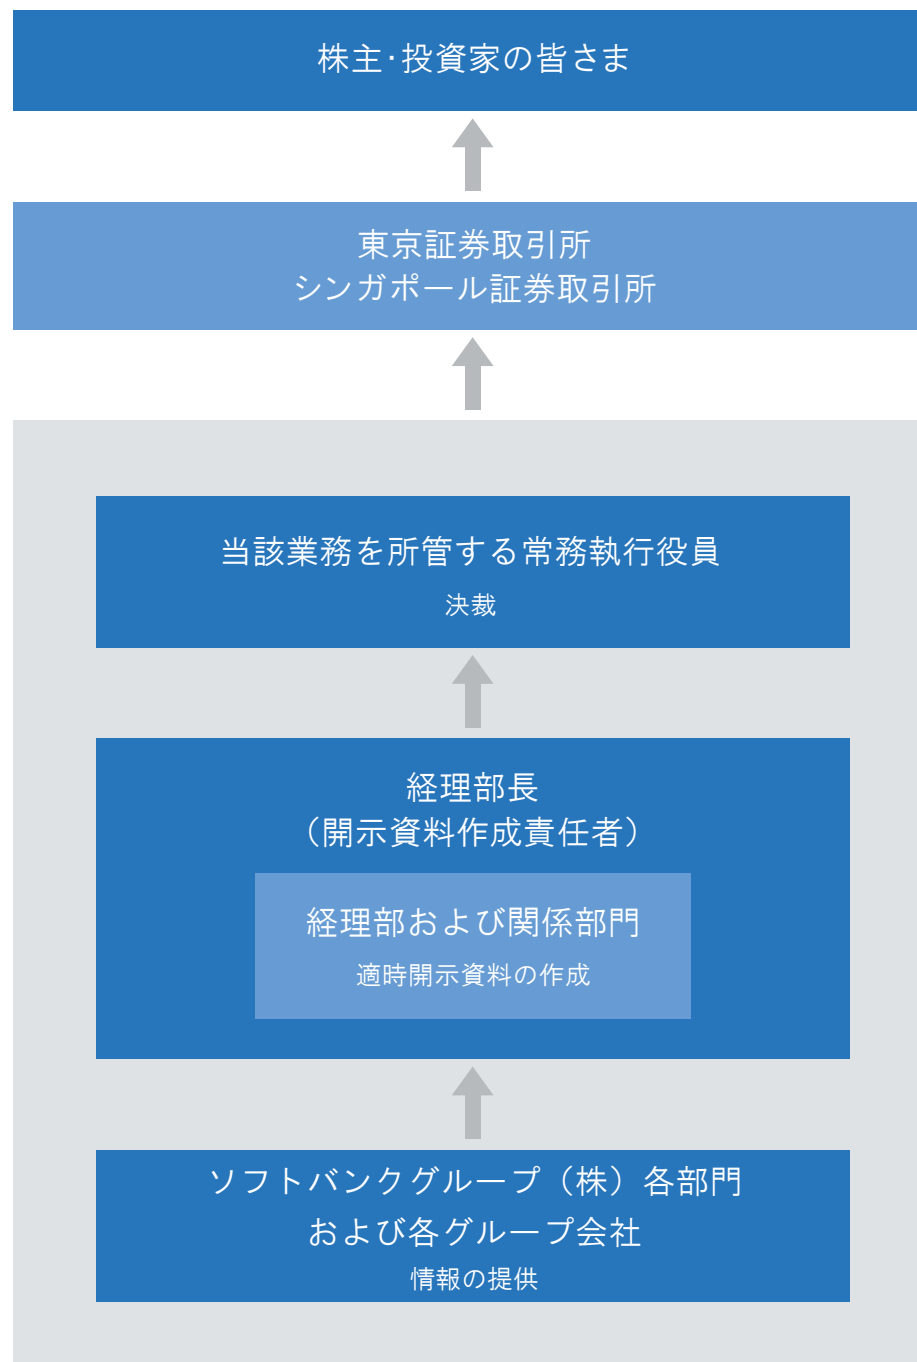 株主・投資家の皆さま
東京証券取引所
シンガポール証券取引所
当該業務を所管する常務執行役員
決裁
経理部長
（開示資料作成責任者）
経理部および関係部門
適時開示資料の作成
ソフトバンクグループ（株）各部門
および各グループ会社
情報の提供